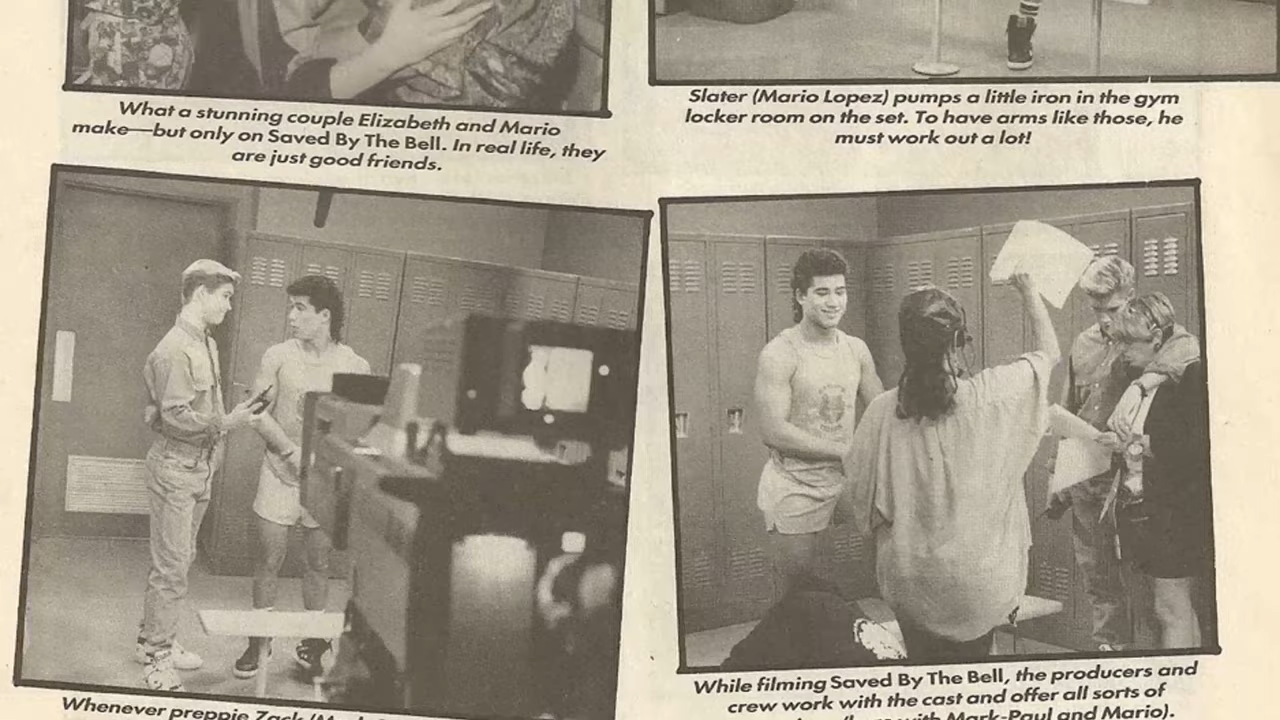 What a stunning couple Elizabeth and Mario
make—but only on Saved By The Bell. In real life, they
are just good friends.
Slater (Mario Lopez) pumps a little iron in the gym
locker room on the set. To have arms like those, he
must work out a lot!
Whenever preppie Zack
While filming Saved By The Bell, the producers and
crew work with the cast and offer all sorts of
with Mark-Paul and Mario).